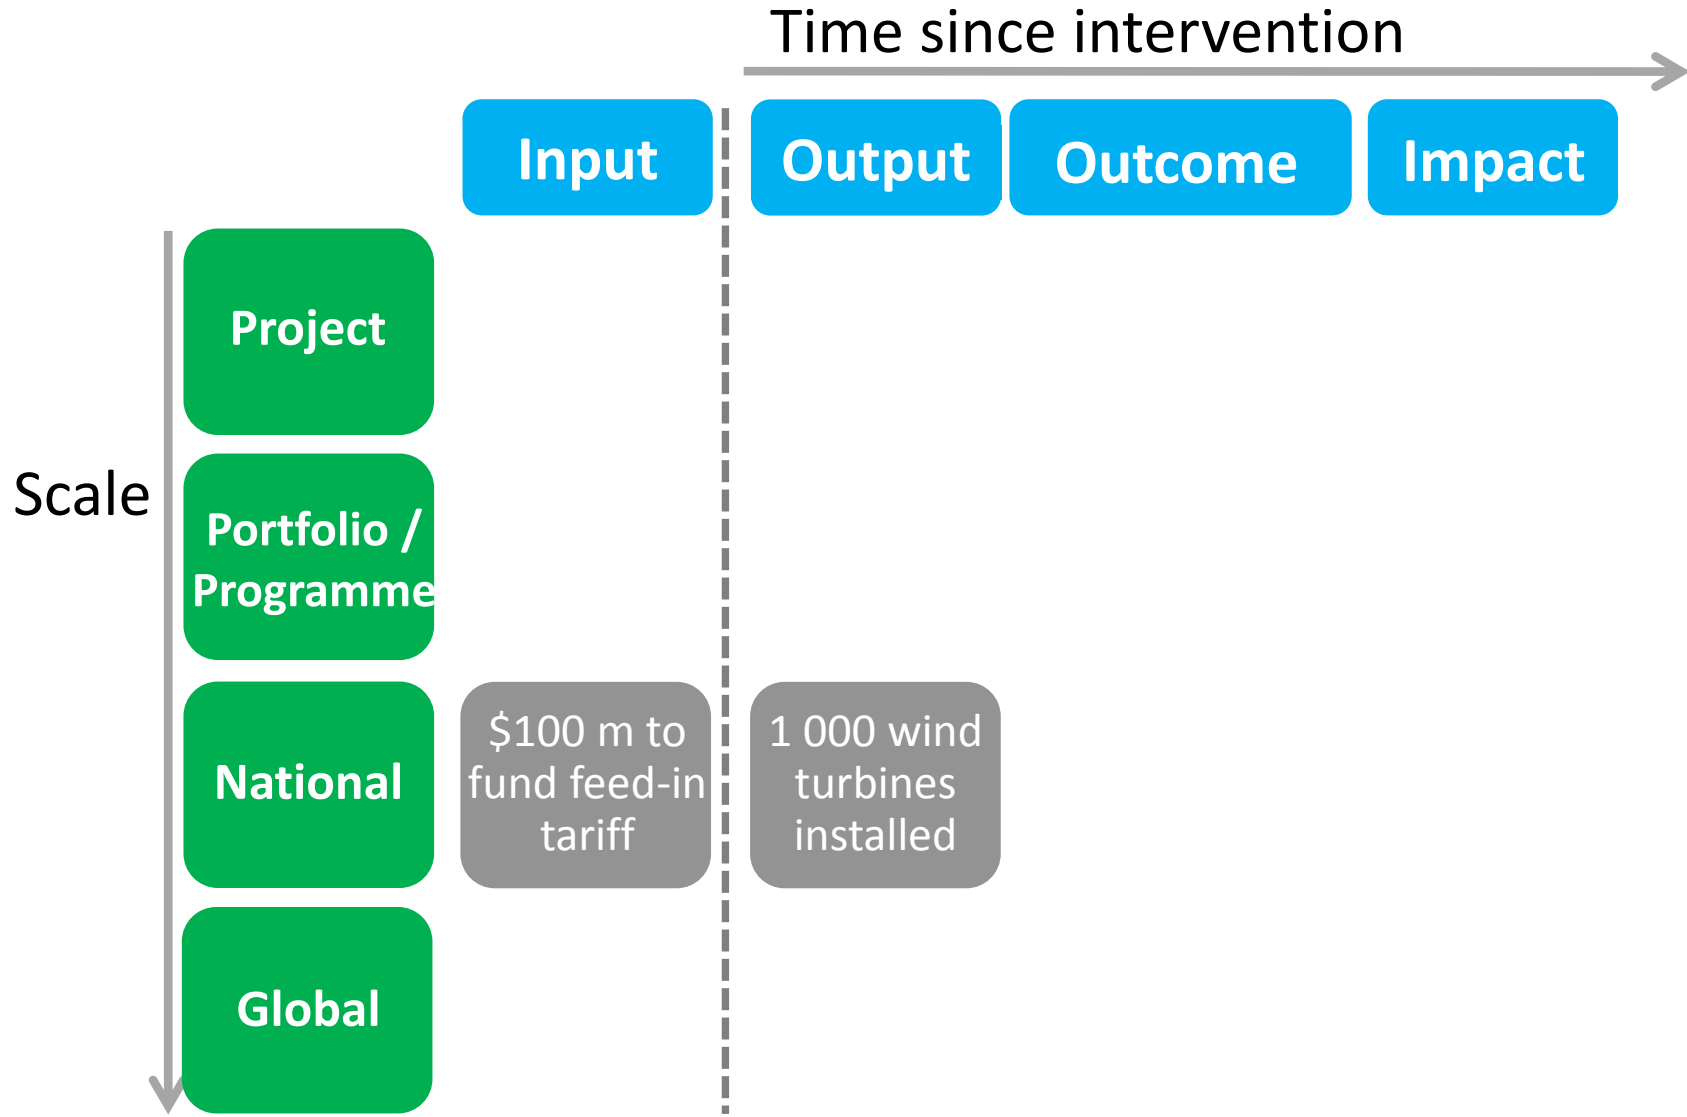 Time since intervention
Input
Output
Outcome
Impact
Project
Scale
Portfolio /
Programme
National
$100 m to
fund feed-in
tariff
1 000 wind
turbines
installed
Global